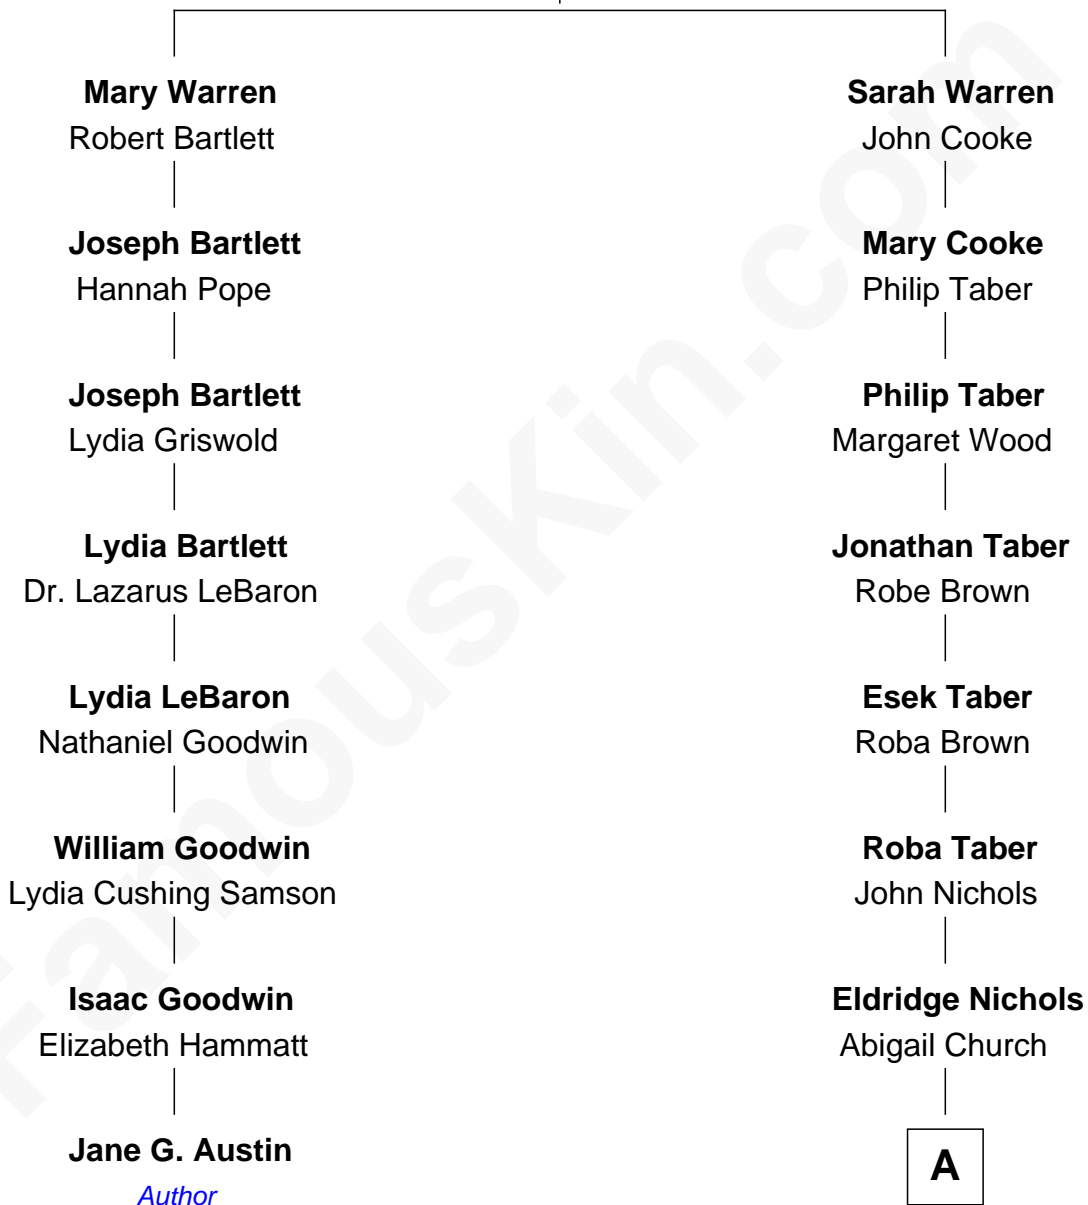 Mary Warren
Robert Bartlett
Joseph Bartlett
Hannah Pope
Joseph Bartlett
Lydia Griswold
Lydia Bartlett
Dr. Lazarus LeBaron
Lydia LeBaron
Nathaniel Goodwin
William Goodwin
Lydia Cushing Samson
Isaac Goodwin
Elizabeth Hammatt
Jane G. Austin
Author
Sarah Warren
John Cooke
Mary Cooke
Philip Taber
Philip Taber
Margaret Wood
Jonathan Taber
Robe Brown
Esek Taber
Roba Brown
Roba Taber
John Nichols
Eldridge Nichols
Abigail Church
A
FamousKin.com